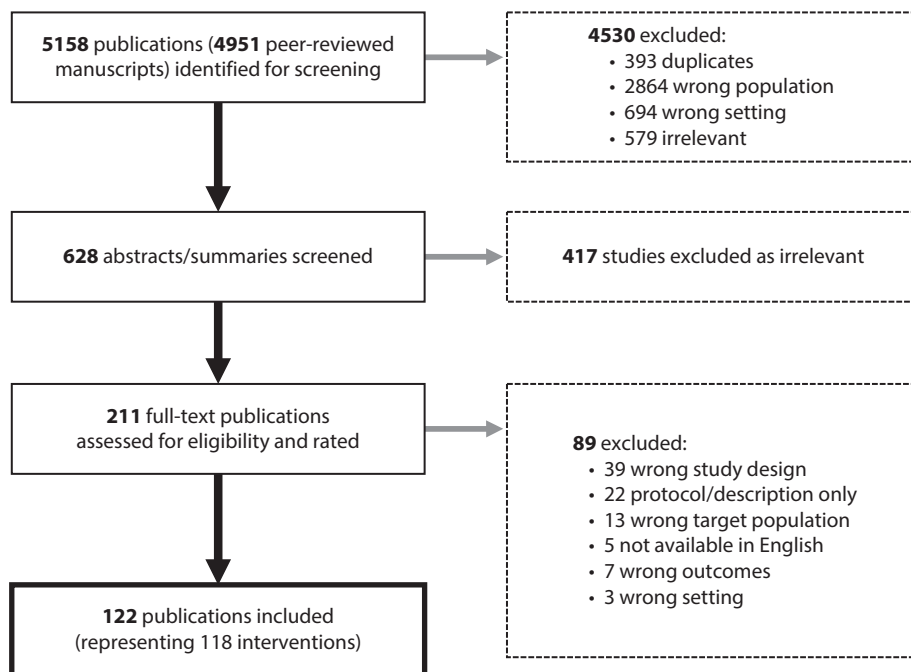 5158 publications (4951 peer-reviewed
manuscripts) identified for screening
4530 excluded:
• 393 duplicates
• 2864 wrong population
• 694 wrong setting
• 579 irrelevant
628 abstracts/summaries screened
417 studies excluded as irrelevant
211 full-text publications
assessed for eligibility and rated
89 excluded:
• 39 wrong study design
• 22 protocol/description only
• 13 wrong target population
• 5 not available in English
• 7 wrong outcomes
• 3 wrong setting
122 publications included
(representing 118 interventions)